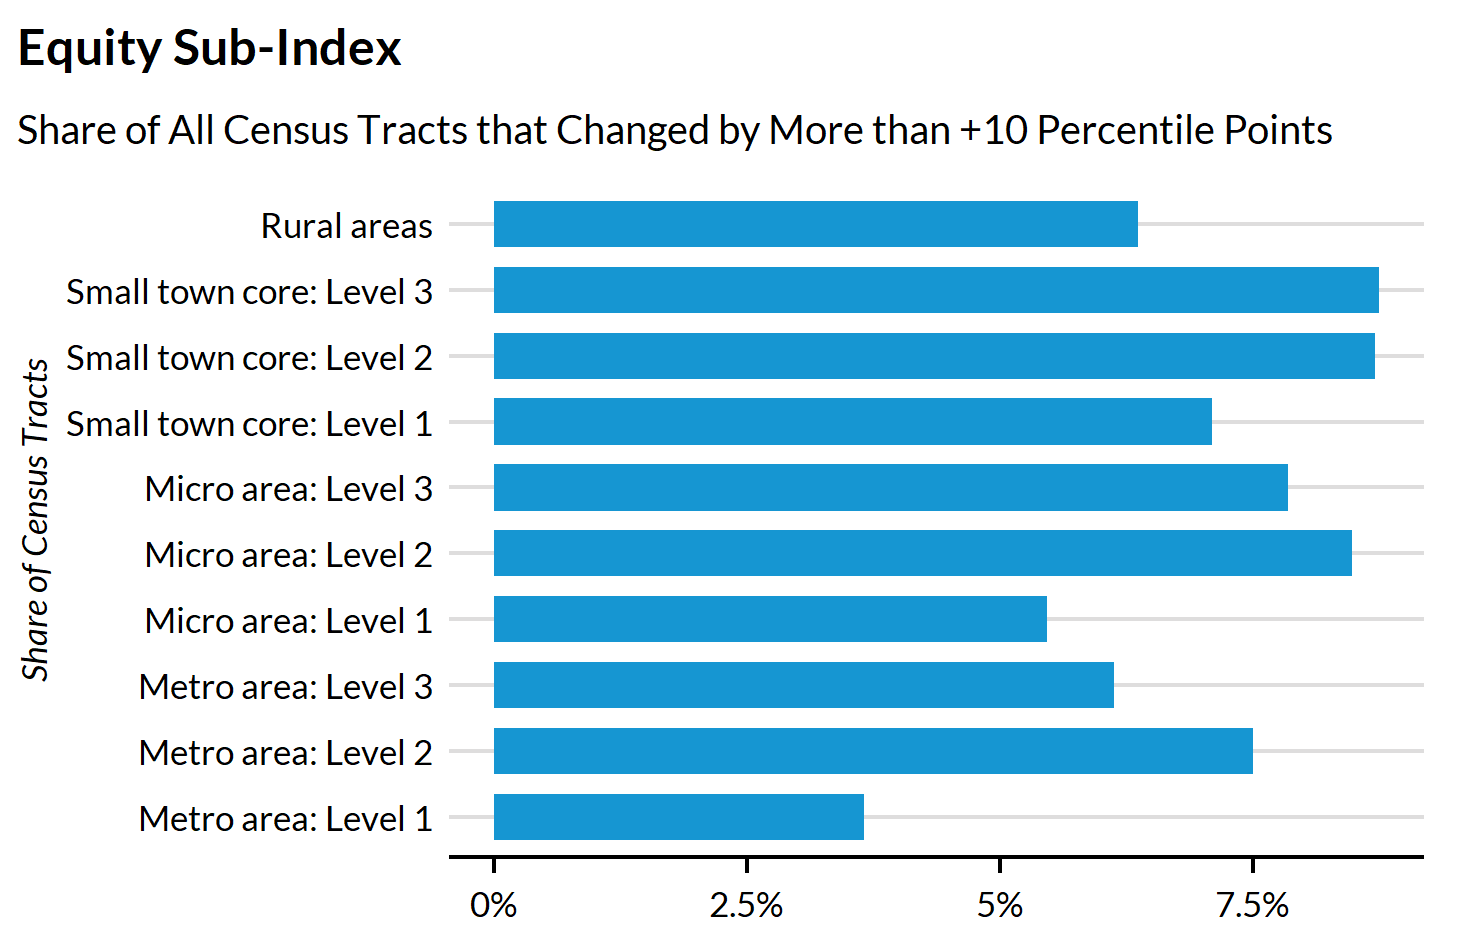 Equity Sub-Index
Share of All Census Tracts that Changed by More than +10 Percentile Points
Share of Census Tracts
Rural areas
Small town core: Level 3
Small town core: Level 2
Small town core: Level 1
Micro area: Level 3
Micro area: Level 2
Micro area: Level 1
Metro area: Level 3
Metro area: Level 2
Metro area: Level 1
0% 2.5% 5% 7.5%